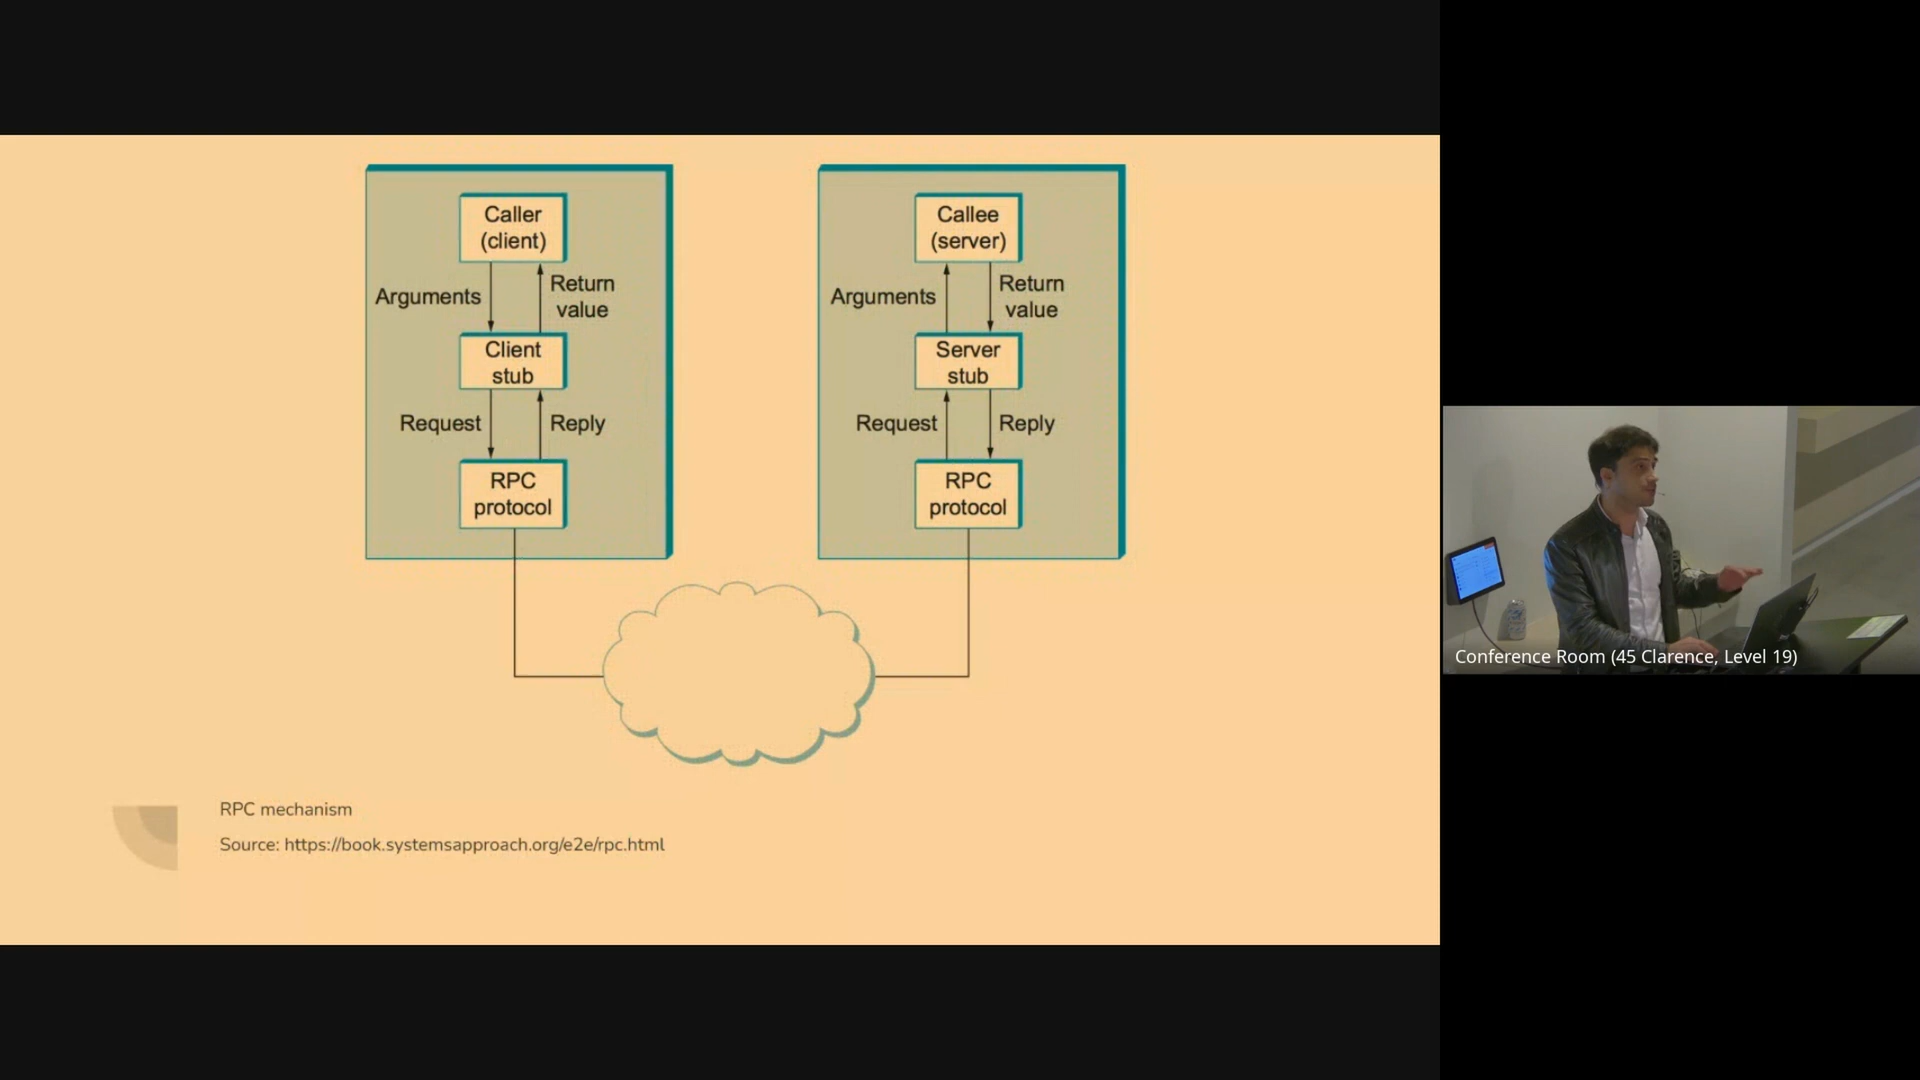 Caller
(client)
Arguments
Return
value
Client
stub
Request
Reply
RPC
protocol
Callee
(server)
Arguments
Return
value
Server
stub
Request
Reply
RPC
protocol
RPC mechanism
Source: https://book.systemsapproach.org/e2e/rpc.html
Conference Room (45 Clarence, Level 19)